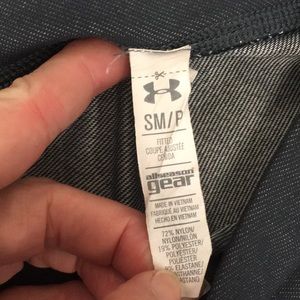 SM/P
FITTED
COUPE AJUSTÉE
CEÑIDA
allseason
gear
MADE IN VIETNAM
FABRIQUÉ AU VIETNAM
HECHO EN VIETNAM
72% NYLON/
NYLON/NILÓN
19% POLYESTER/
POLYESTER/
POLIÉSTER
ELASTANE/